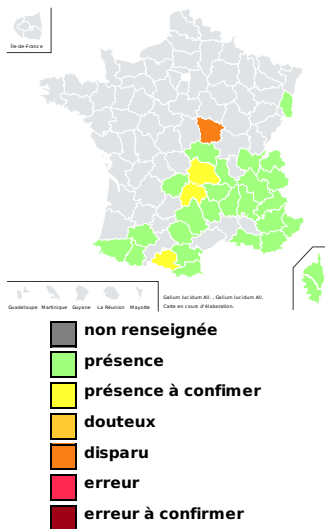 Île-de-France
Guadeloupe Martinique Guyane La Réunion Mayotte
Galium lucidum All. , Galium lucidum All.
Carte en cours d'élaboration.
non renseignée
présence
présence à confimer
douteux
disparu
erreur
erreur à confirmer